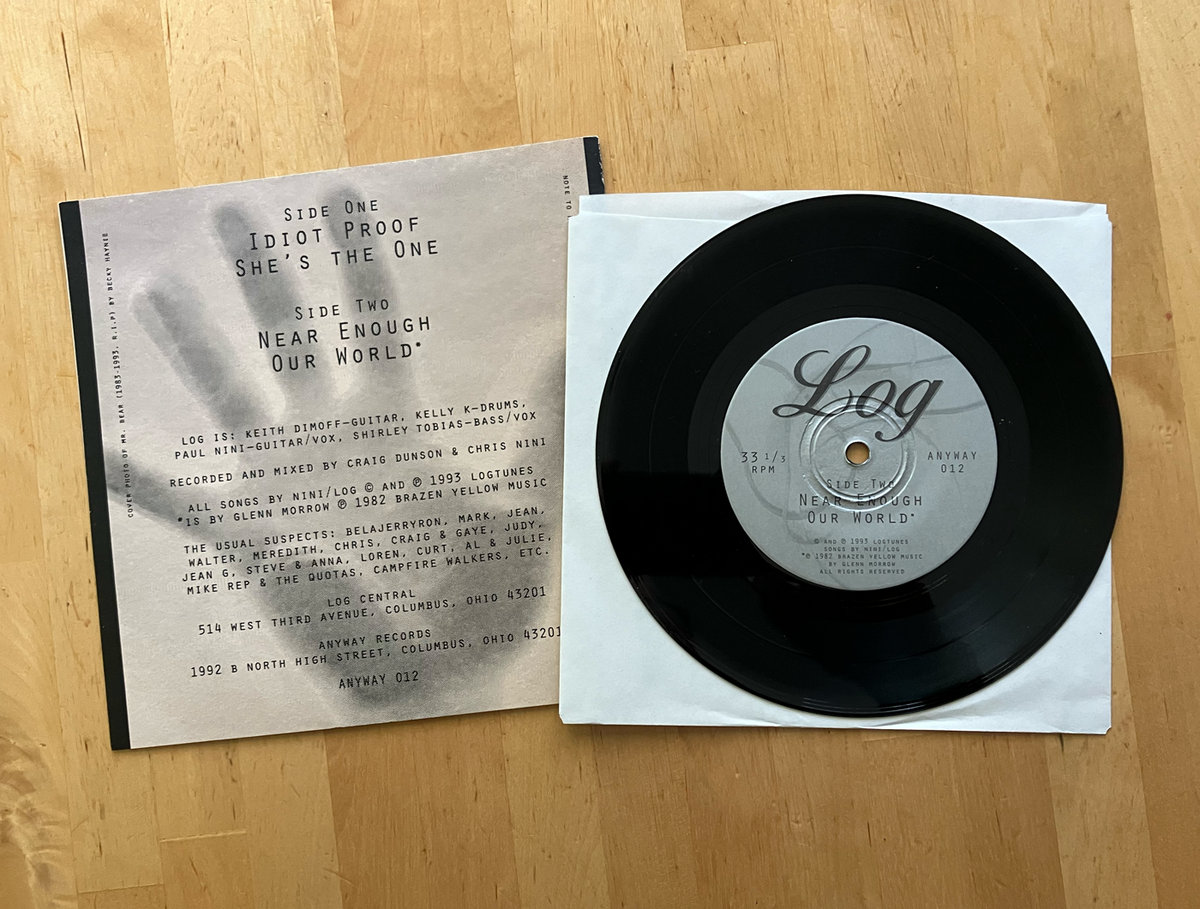 SIDE ONE
IDIOT PROOF
SHE'S THE ONE
SIDE TWO
NEAR ENOUGH
OUR WORLD*
LOG IS: KEITH DIMOFF-GUITAR, KELLY K-DRUMS,
PAUL NINI-GUITAR/VOX, SHIRLEY TOBIAS-BASS/VOX
RECORDED AND MIXED BY CRAIG DUNSON & CHRIS NINI
ALL SONGS BY NINI/LOG © AND ℗ 1993 LOGTUNES
*IS BY GLENN MORROW ℗ 1982 BRAZEN YELLOW MUSIC
THE USUAL SUSPECTS: BELAJERRYRON, MARK, JEAN,
WALTER, MEREDITH, CHRIS, CRAIG & GAYE, JUDY,
JEAN G, STEVE & ANNA, LOREN, CURT, AL & JULIE,
MIKE REP & THE QUOTAS, CAMPFIRE WALKERS, ETC.
LOG CENTRAL
514 WEST THIRD AVENUE, COLUMBUS, OHIO 43201
ANYWAY RECORDS
1992 B NORTH HIGH STREET, COLUMBUS, OHIO 43201
ANYWAY 012
COVER PHOTO OF MR. BEAR (1983-1993, R.I.P) BY BECKY HAYNIE
NOTE TO
Log
33 1/3
RPM
ANYWAY
012
SIDE TWO
NEAR ENOUGH
OUR WORLD*
© AND ℗ 1993 LOGTUNES
SONGS BY NINI/LOG
*℗ 1982 BRAZEN YELLOW MUSIC
BY GLENN MORROW
ALL RIGHTS RESERVED